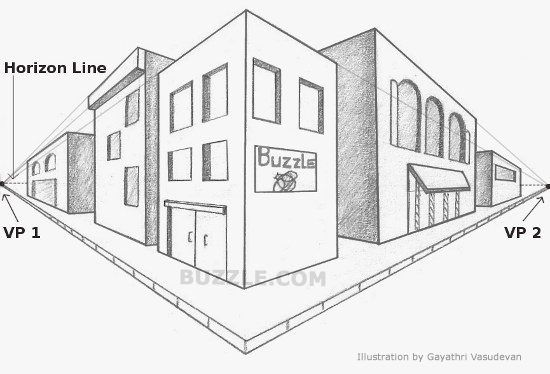 Horizon Line
Buzzle
VP 1
VP 2
BUZZLE.COM
Illustration by Gayathri Vasudevan